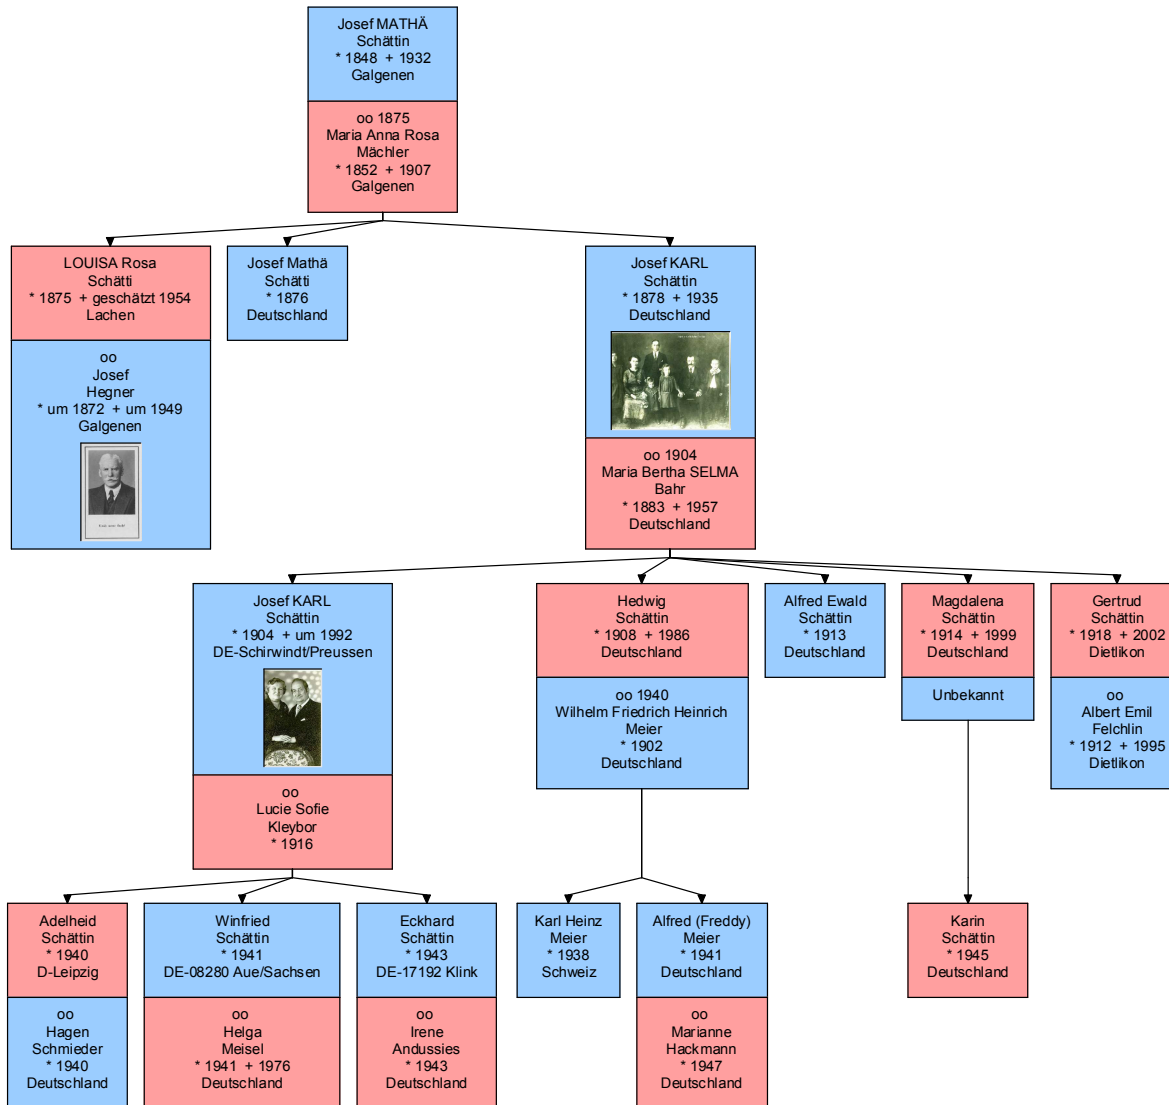 Josef MATHÄ
Schättin
* 1848  + 1932
Galgenen
oo 1875
Maria Anna Rosa
Mächler
* 1852  + 1907
Galgenen
LOUISA Rosa
Schätti
* 1875  + geschätzt 1954
Lachen
oo
Josef
Hegner
* um 1872  + um 1949
Galgenen
Josef Mathä
Schätti
* 1876
Deutschland
Josef KARL
Schättin
* 1878  + 1935
Deutschland
oo 1904
Maria Bertha SELMA
Bahr
* 1883  + 1957
Deutschland
Josef KARL
Schättin
* 1904  + um 1992
DE-Schirwindt/Preussen
oo
Lucie Sofie
Kleybor
* 1916
Hedwig
Schättin
* 1908  + 1986
Deutschland
oo 1940
Wilhelm Friedrich Heinrich
Meier
* 1902
Deutschland
Alfred Ewald
Schättin
* 1913
Deutschland
Magdalena
Schättin
* 1914  + 1999
Deutschland
Unbekannt
Gertrud
Schättin
* 1918  + 2002
Dietlikon
oo
Albert Emil
Felchlin
* 1912  + 1995
Dietlikon
Adelheid
Schättin
* 1940
D-Leipzig
oo
Hagen
Schmieder
* 1940
Deutschland
Winfried
Schättin
* 1941
DE-08280 Aue/Sachsen
oo
Helga
Meisel
* 1941  + 1976
Deutschland
Eckhard
Schättin
* 1943
DE-17192 Klink
oo
Irene
Andussies
* 1943
Deutschland
Karl Heinz
Meier
* 1938
Schweiz
Alfred (Freddy)
Meier
* 1941
Deutschland
oo
Marianne
Hackmann
* 1947
Deutschland
Karin
Schättin
* 1945
Deutschland